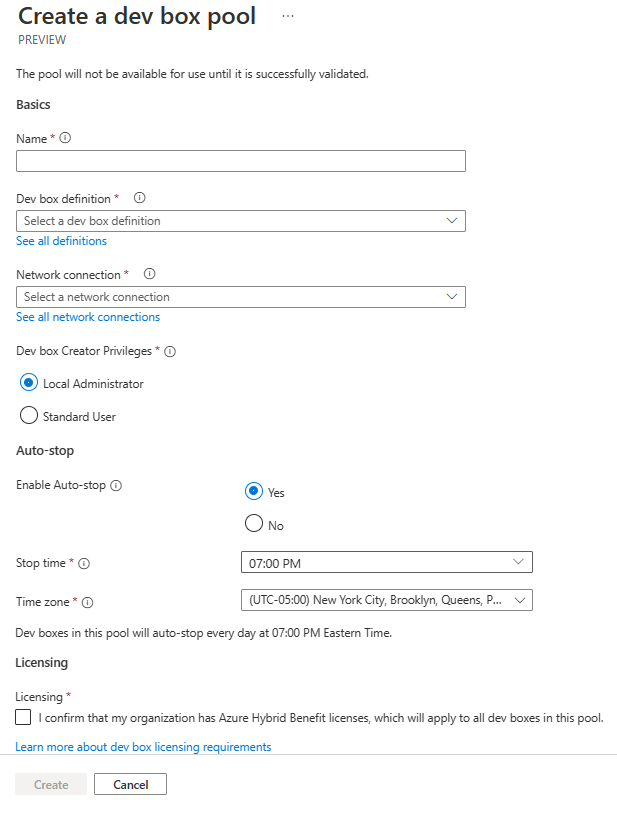 Create a dev box pool ...
PREVIEW
The pool will not be available for use until it is successfully validated.
Basics
Name *
Dev box definition *
Select a dev box definition
See all definitions
Network connection *
Select a network connection
See all network connections
Dev box Creator Privileges *
Local Administrator
Standard User
Auto-stop
Enable Auto-stop
Yes
No
Stop time *
07:00 PM
Time zone *
(UTC-05:00) New York City, Brooklyn, Queens, P...
Dev boxes in this pool will auto-stop every day at 07:00 PM Eastern Time.
Licensing
Licensing *
I confirm that my organization has Azure Hybrid Benefit licenses, which will apply to all dev boxes in this pool.
Learn more about dev box licensing requirements
Create
Cancel